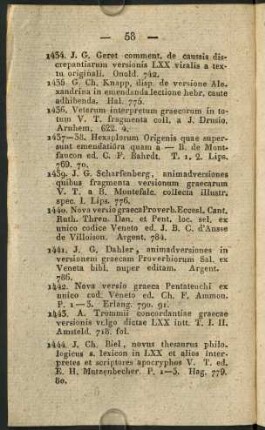 — 58 —
1434. J. G. Geret comment. de causis dis-
crepantiarum versionis LXX viralis a tex-
tu originali. Onold. 742.
1435 G. Ch. Knapp, disp. de versione Ale-
xandrina in emendanda lectione hebr. caute
adhibenda. Hal. 775.
1436. Veterum interpretum graecorum in to-
tum V. T. fragmenta coll. a J. Drusio.
Arnhem. 622. 4.
1437—38. Hexaplorum Origenis quae super-
sunt emendatiora quam a — B. de Mont-
faucon ed. C. F. Bahrdt. T. 1, 2. Lips.
769. 70.
1439. J. G. Scharfenberg, animadversiones
quibus fragmenta versionum graecarum
V. T. a B. Montefalc. collecta illustr.
spec. I. Lips. 776.
1440. Nova versio graeca Proverb. Eccesl. Cant.
Ruth. Thren. Dan. et Pent. loc. sel. ex
unico codice Veneto ed. J. B. C. d'Ansse
de Villoison. Argent. 784.
1441. J. G. Dahler, animadversiones in
versionem graecam Proverbiorum Sal. ex
Veneta bibl. nuper editam. Argent.
786.
1442. Nova versio graeca Pentateuchi ex
unico cod. Veneto ed. Ch. F. Ammon.
P. 1—3. Erlang. 790. 91.
1443. A. Trommii concordantiae graecae
versionis vulgo dictae LXX intt. T. I. II.
Amsteld. 718. fol.
1444. J. Ch. Biel, novus thesaurus philo-
logicus s. lexicon in LXX et alios inter-
pretes et scriptores apocryphos V. T. ed.
E. H. Mutzenbecher. P. 1—3. Hag. 779.
80.